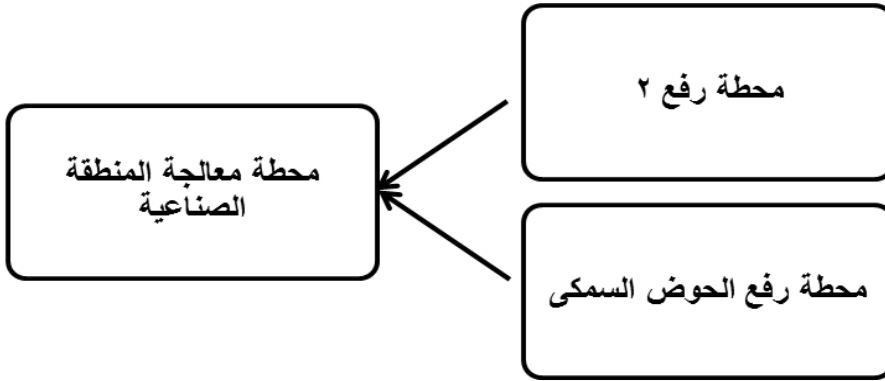 محطة رفع ٢
محطة معالجة المنطقة
الصناعية
محطة رفع الحوض السمكى